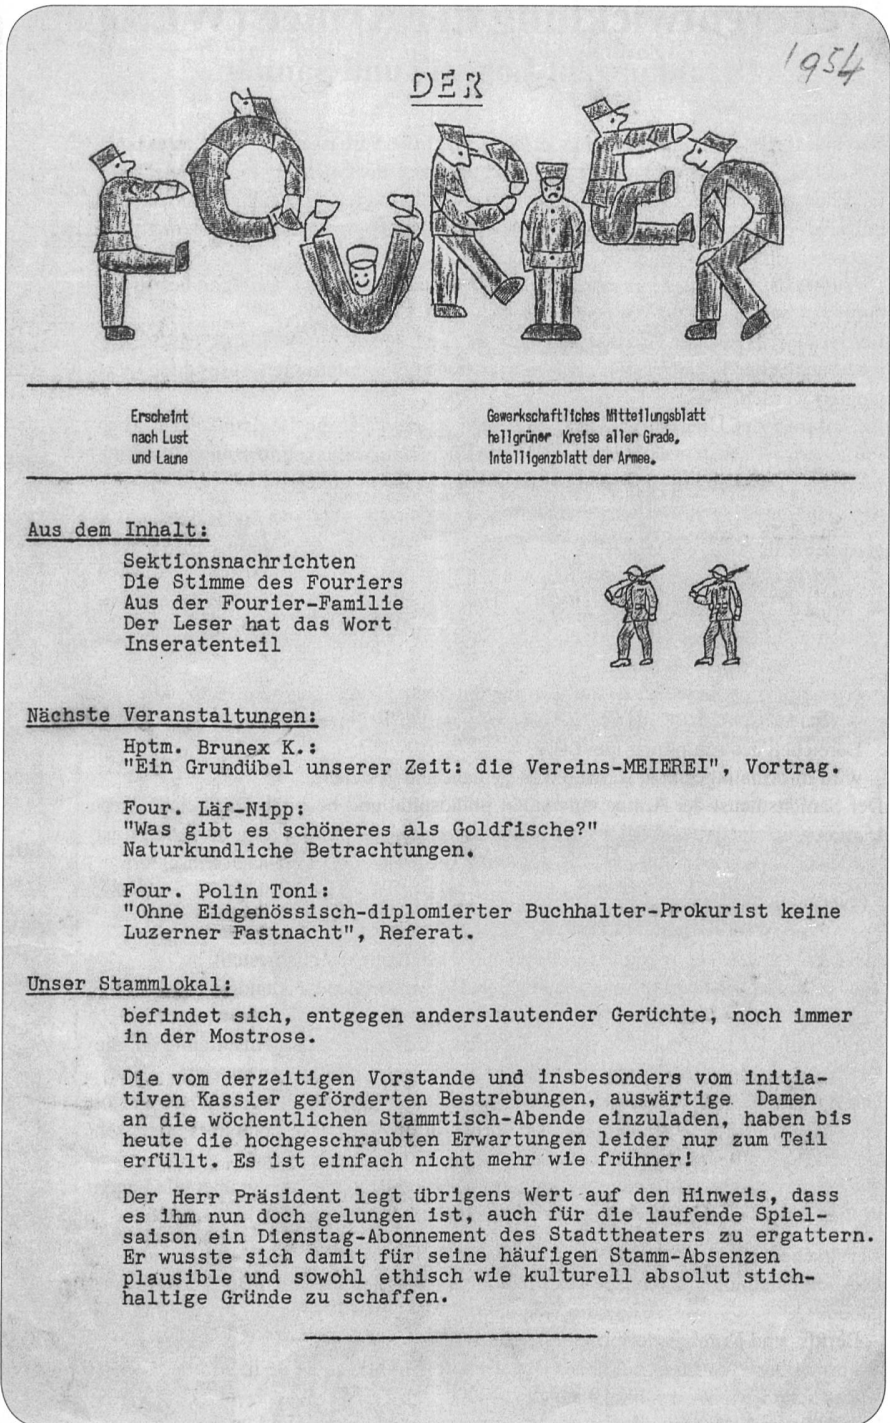 1954
DER
FOURIER
Erscheint
nach Lust
und Laune
Gewerkschaftliches Mitteilungsblatt
hellgrüner Kreise aller Grade,
Intelligenzblatt der Armee.
Aus dem Inhalt:
Sektionsnachrichten
Die Stimme des Fouriers
Aus der Fourier-Familie
Der Leser hat das Wort
Inseratenteil
Nächste Veranstaltungen:
Hptm. Brunex K.:
"Ein Grundübel unserer Zeit: die Vereins-MEIEREI", Vortrag.
Four. Läf-Nipp:
"Was gibt es schöneres als Goldfische?"
Naturkundliche Betrachtungen.
Four. Polin Toni:
"Ohne Eidgenössisch-diplomierter Buchhalter-Prokurist keine
Luzerner Fastnacht", Referat.
Unser Stammlokal:
befindet sich, entgegen anderslautender Gerüchte, noch immer
in der Mostrose.
Die vom derzeitigen Vorstande und insbesonders vom initia-
tiven Kassier geförderten Bestrebungen, auswärtige Damen
an die wöchentlichen Stammtisch-Abende einzuladen, haben bis
heute die hochgeschraubten Erwartungen leider nur zum Teil
erfüllt. Es ist einfach nicht mehr wie frühner!
Der Herr Präsident legt übrigens Wert auf den Hinweis, dass
es ihm nun doch gelungen ist, auch für die laufende Spiel-
saison ein Dienstag-Abonnement des Stadttheaters zu ergattern.
Er wusste sich damit für seine häufigen Stamm-Absenzen
plausible und sowohl ethisch wie kulturell absolut stich-
haltige Gründe zu schaffen.